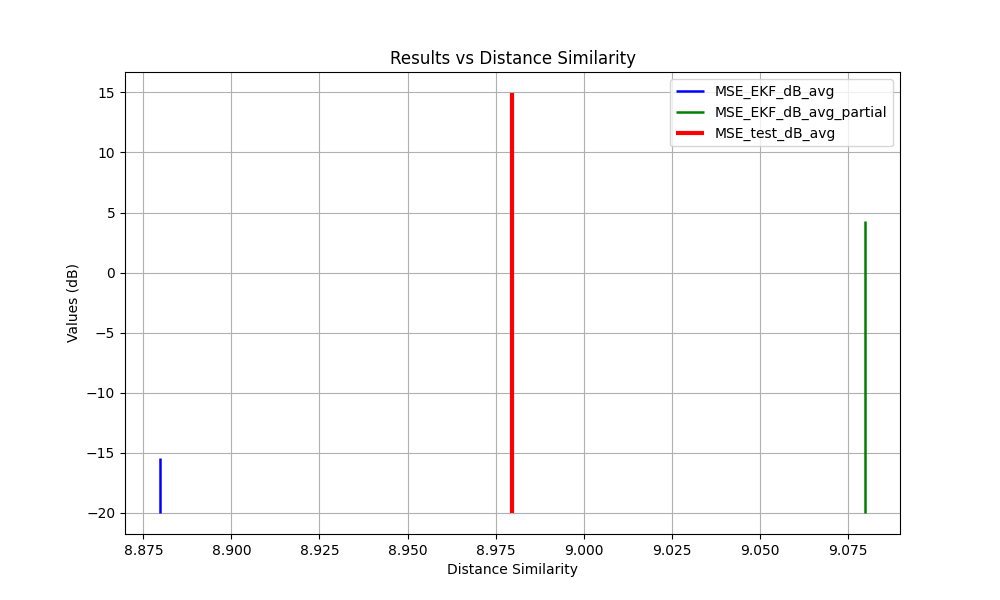 Results vs Distance Similarity
MSE_EKF_dB_avg
MSE_EKF_dB_avg_partial
MSE_test_dB_avg
Values (dB)
15
10
5
0
−5
−10
−15
−20
8.875 8.900 8.925 8.950 8.975 9.000 9.025 9.050 9.075
Distance Similarity